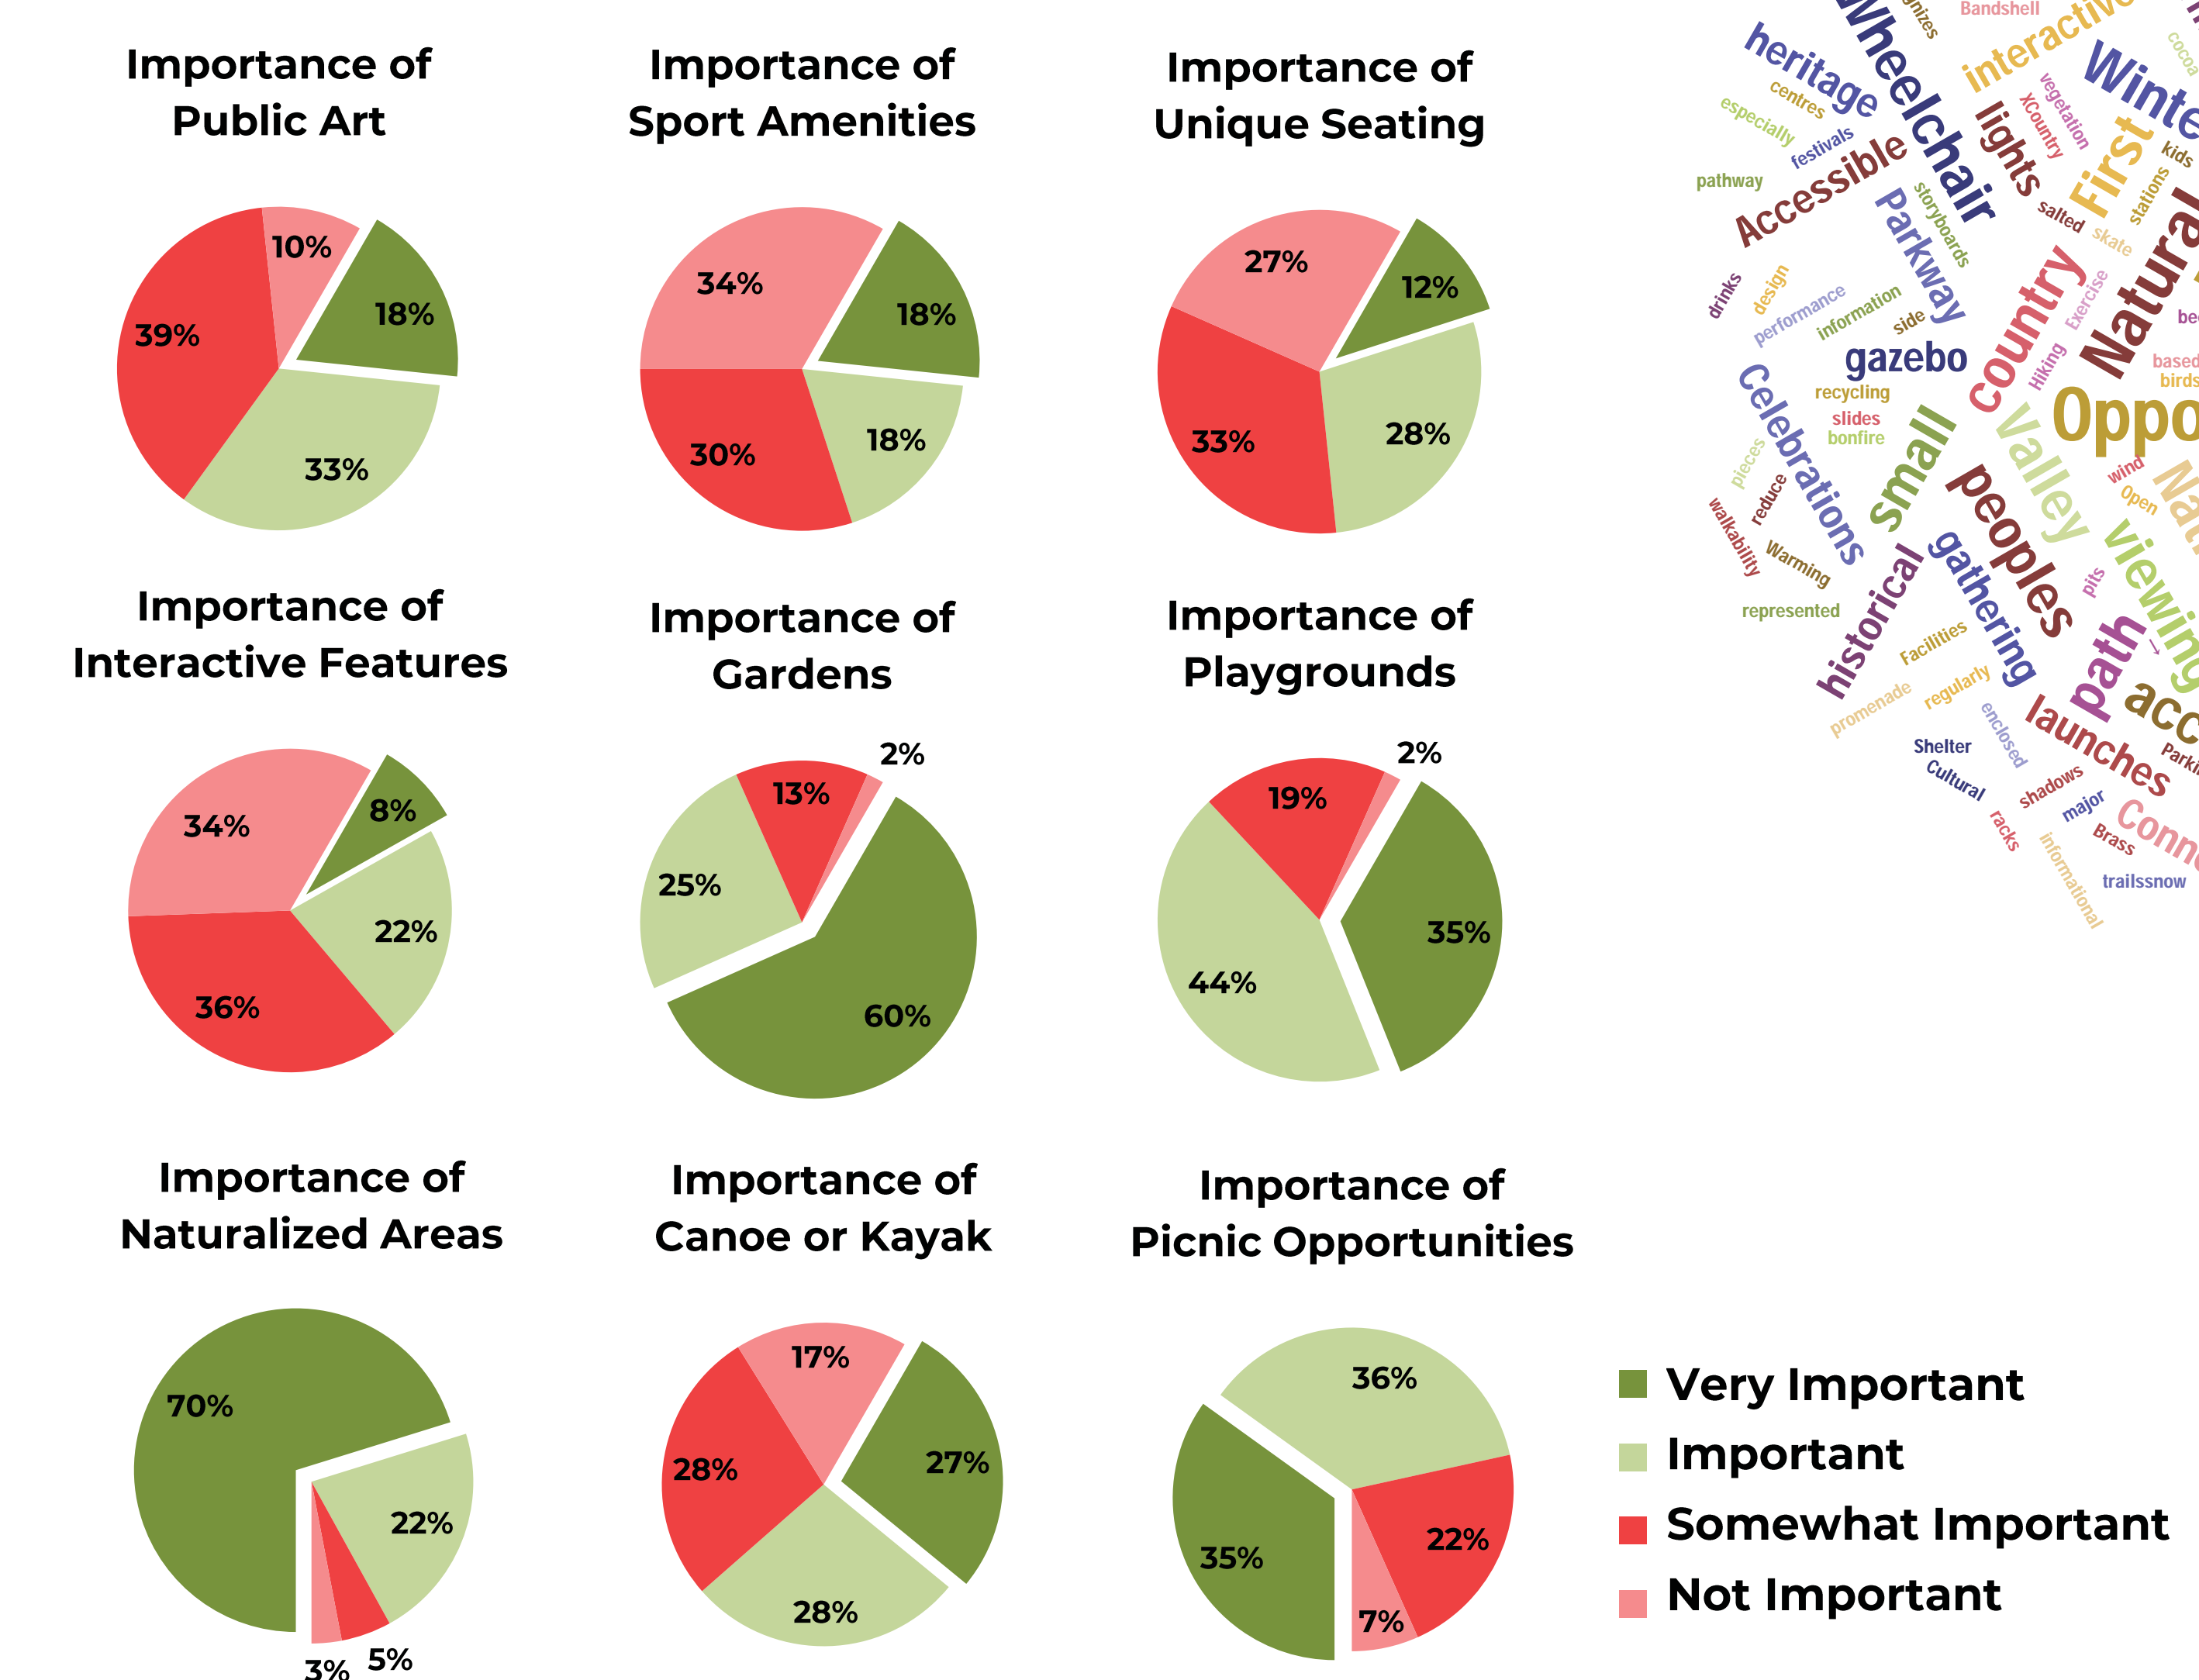 Importance of
Public Art
10%
18%
39%
33%
Importance of
Sport Amenities
34%
18%
30%
18%
Importance of
Unique Seating
27%
12%
33%
28%
Importance of
Interactive Features
8%
34%
22%
36%
Importance of
Gardens
2%
13%
25%
60%
Importance of
Playgrounds
2%
19%
35%
44%
Importance of
Naturalized Areas
70%
22%
5%
3%
Importance of
Canoe or Kayak
17%
27%
28%
28%
Importance of
Picnic Opportunities
36%
22%
35%
7%
Very Important
Important
Somewhat Important
Not Important
Bandshell
Wheelchair
interactive
heritage
centres
especially
festivals
pathway
Accessible
lights
XCountry
vegetation
cocoa
First
kids
stations
salted
skate
storyboards
Parkway
Natural
drinks
design
performance
information
side
country
Exercise
gazebo
Hiking
based
birds
recycling
slides
bonfire
Celebrations
small
valley
Oppo
pieces
reduce
walkability
Warming
peoples
wind
Open
represented
historical
gathering
pits
viewing
path
Facilities
regularly
promenade
enclosed
acc
launches
Shelter
Cultural
shadows
major
racks
Brass
Conne
informational
trailssnow